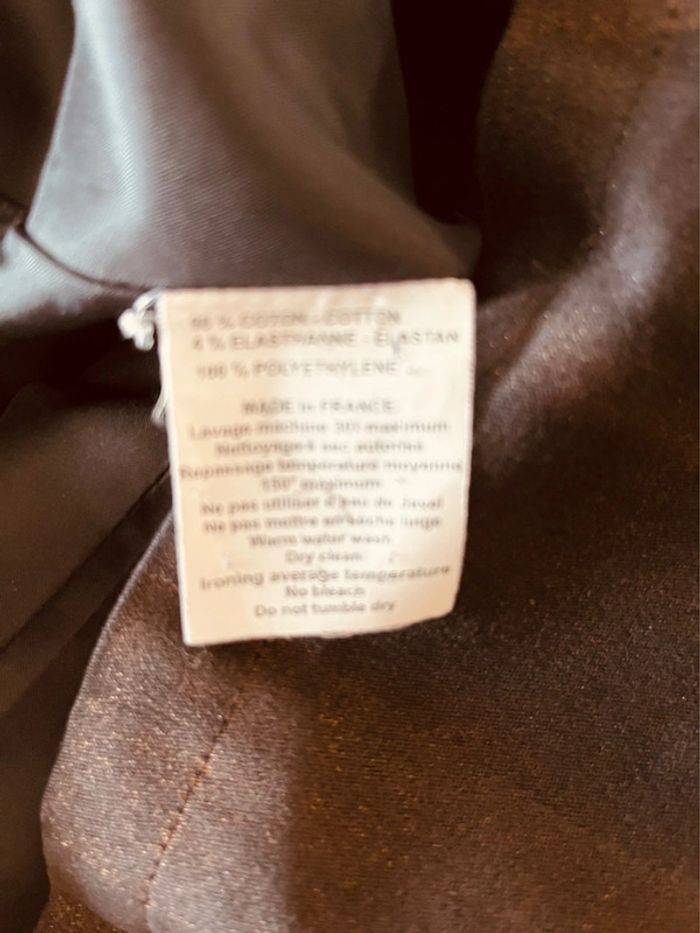 96 % COTON - COTTON
4 % ELASTHANNE - ELASTAN
100 % POLYETHYLENE
MADE in FRANCE
Lavage machine 30° maximum
Nettoyage à sec autorisé
Repassage température moyenne
150° maximum
Ne pas utiliser d'eau de Javel
Ne pas mettre en sèche linge
Warm water wash
Dry clean
Ironing average temperature
No bleach
Do not tumble dry